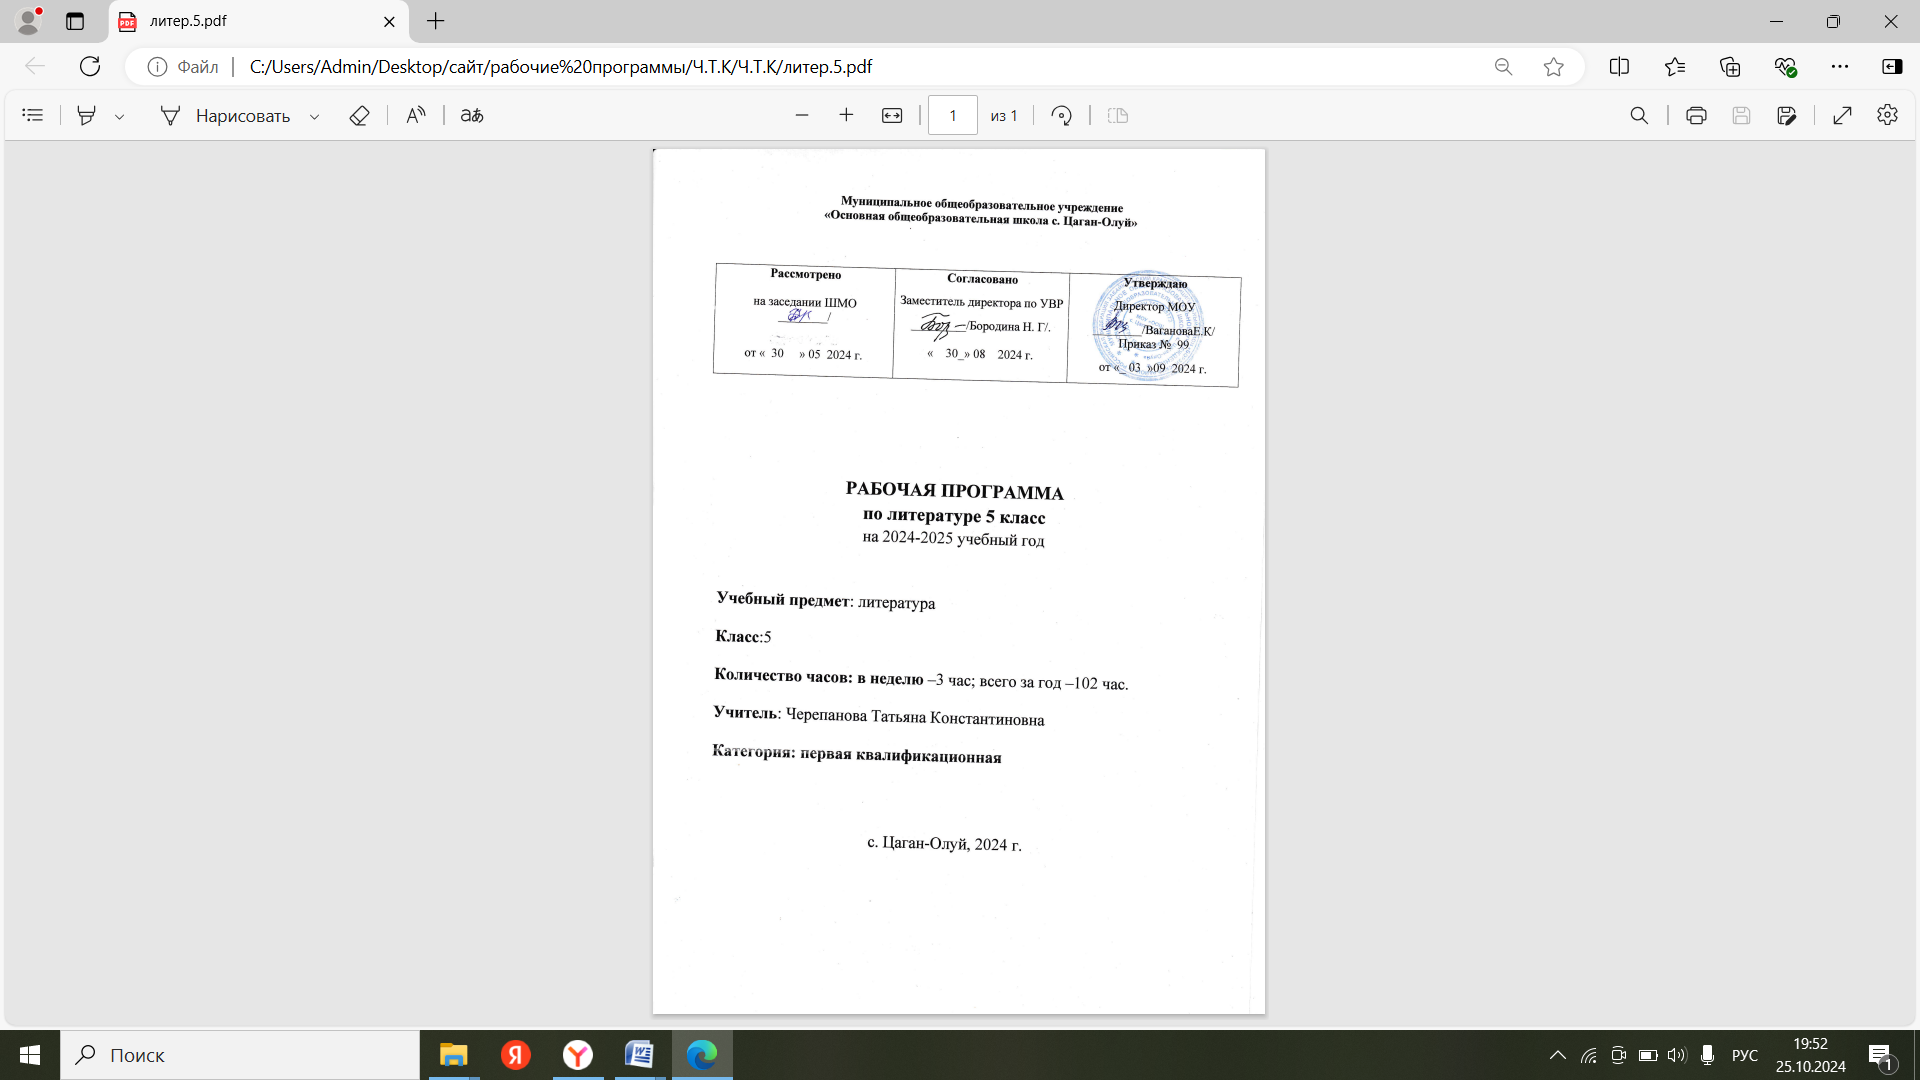 литер.5.pdf
Файл
C:/Users/Admin/Desktop/сайт/рабочие%20программы/Ч.Т.К/Ч.Т.К/литер.5.pdf
Нарисовать
1
из 1
Муниципальное общеобразовательное учреждение
«Основная общеобразовательная школа с. Цаган-Олуй»
Рассмотрено
на заседании ШМО
________/
от « 30 » 05 2024 г.
Согласовано
Заместитель директора по УВР
/Бородина Н. Г/.
« 30_» 08 2024 г.
Утверждаю
Директор МОУ
/ВагановаЕ.К/
Приказ № 99
от «_ 03 »09 2024 г.
РАБОЧАЯ ПРОГРАММА
по литературе 5 класс
на 2024-2025 учебный год
Учебный предмет: литература
Класс:5
Количество часов: в неделю –3 час; всего за год –102 час.
Учитель: Черепанова Татьяна Константиновна
Категория: первая квалификационная
с. Цаган-Олуй, 2024 г.
Поиск
РУС
19:52
25.10.2024
1